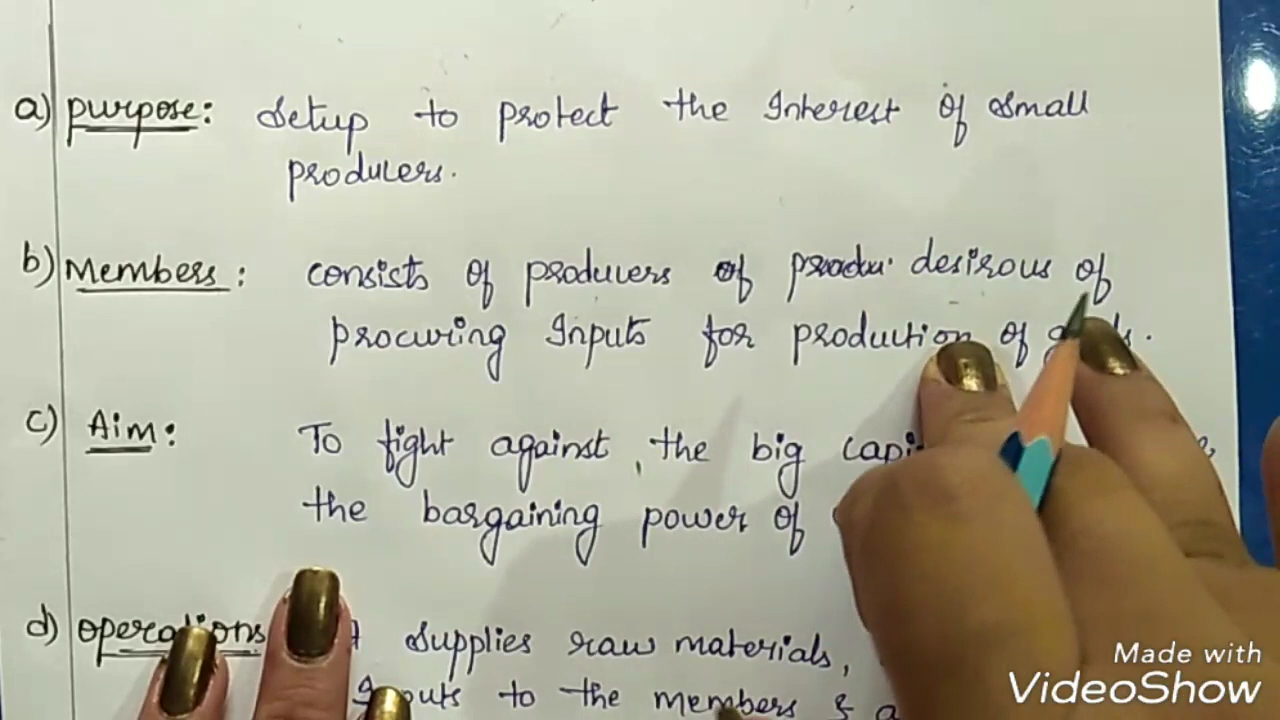 a) purpose: Setup to protect the Interest of small
producers.
b) Members: consists of producers of produ. desirous of
procuring Inputs for production of
c) Aim: To fight against, the big
the bargaining power of
d) operations supplies raw materials,
to the members &
Made with
VideoShow